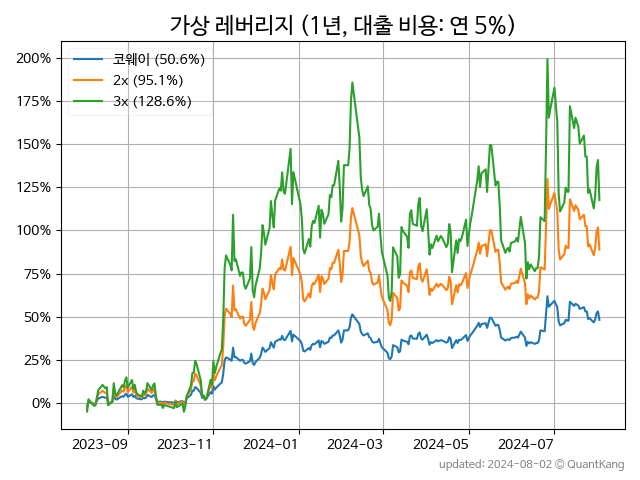 가상 레버리지 (1년, 대출 비용: 연 5%)
코웨이 (50.6%)
2x (95.1%)
3x (128.6%)
200%
175%
150%
125%
100%
75%
50%
25%
0%
2023-09 2023-11 2024-01 2024-03 2024-05 2024-07
updated: 2024-08-02 © QuantKang